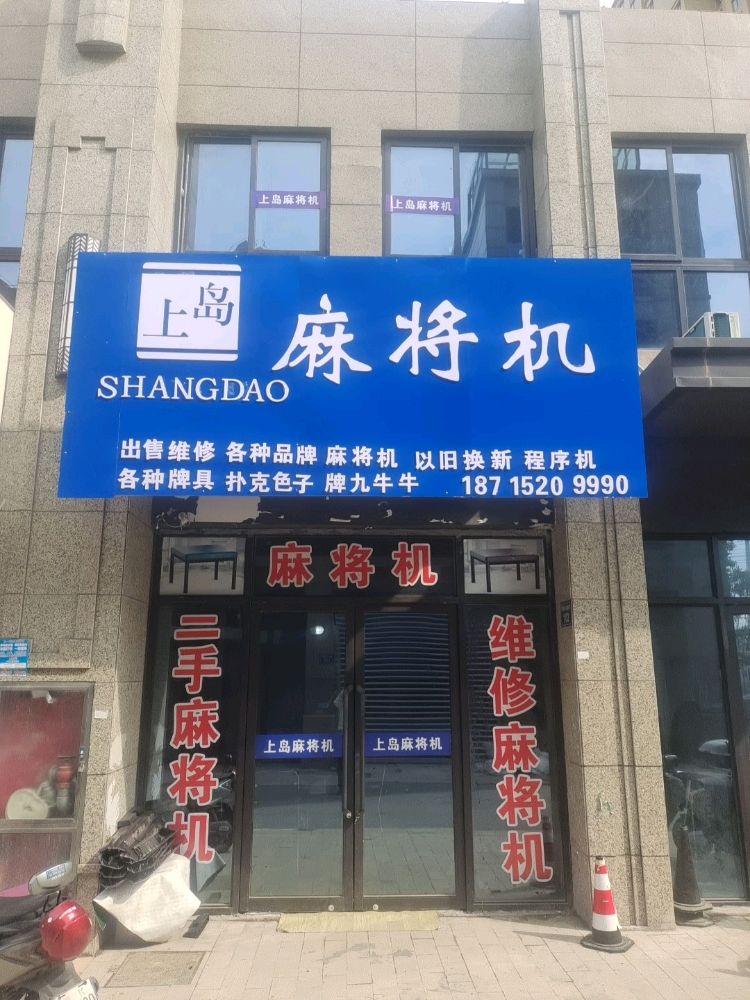 上岛麻将机
上岛麻将机
上岛
SHANGDAO
麻将机
出售维修 各种品牌 麻将机 以旧换新 程序机
各种牌具 扑克色子 牌九牛牛 187 1520 9990
麻将机
二手麻将机
维修麻将机
上岛麻将机
上岛麻将机